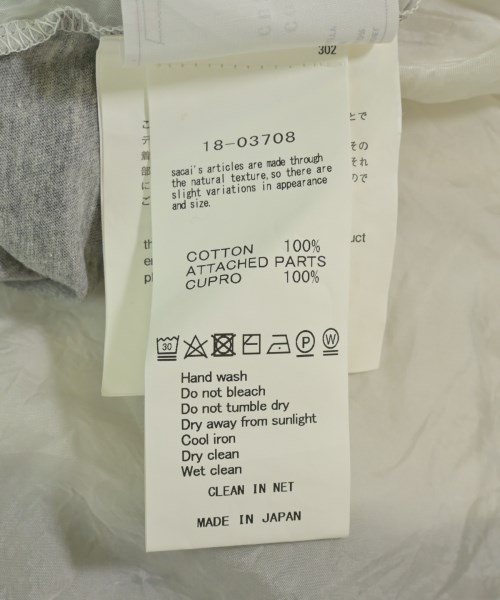 302
18-03708
sacai's articles are made through
the natural texture,so there are
slight variations in appearance
and size.
COTTON 100%
ATTACHED PARTS
CUPRO 100%
30
P
W
Hand wash
Do not bleach
Do not tumble dry
Dry away from sunlight
Cool iron
Dry clean
Wet clean
CLEAN IN NET
MADE IN JAPAN